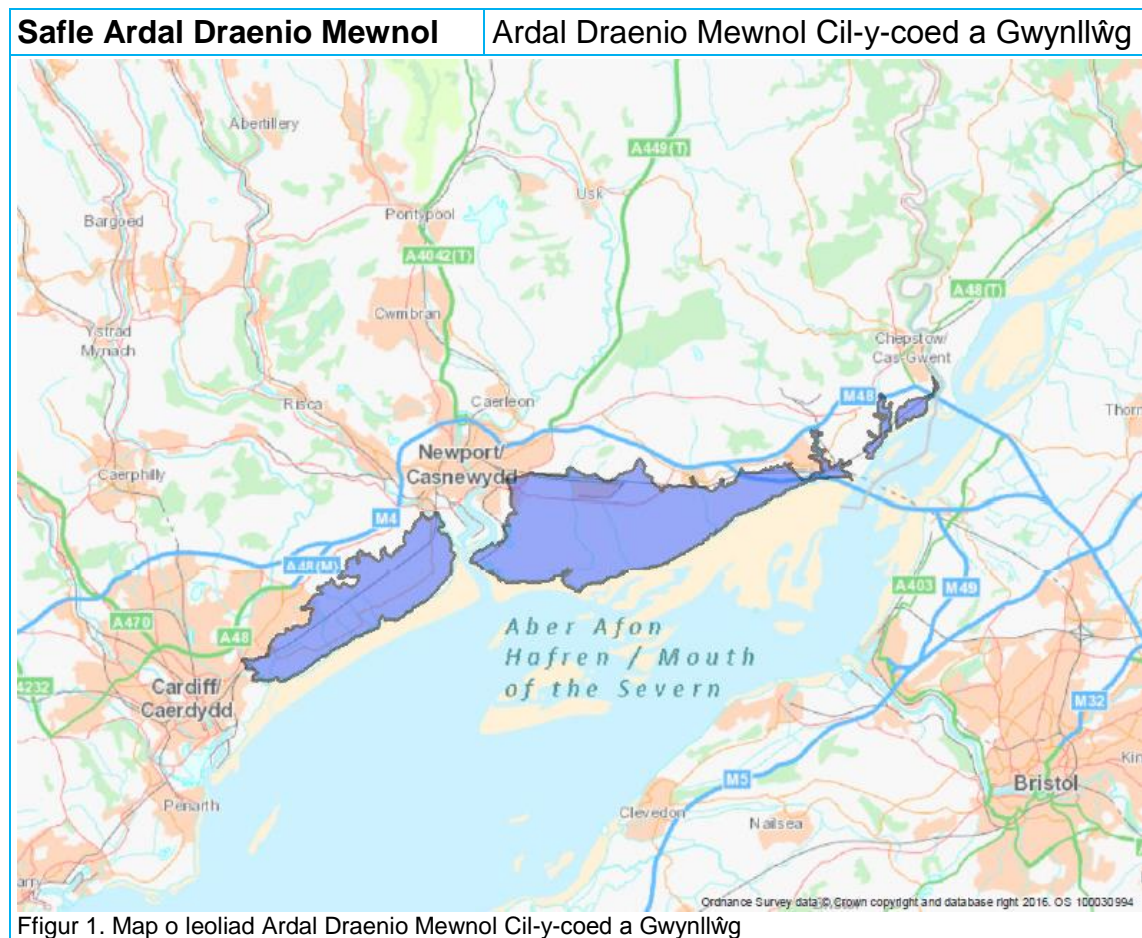 Safle Ardal Draenio Mewnol
Ardal Draenio Mewnol Cil-y-coed a Gwynllŵg
Abertillery
A449(T)
Usk
Bargoed
Pontypool
A4042(T)
A48(T)
Cwmbran
Ystrad
Mynach
Chepstow/
Cas-Gwent
Risca
Caerleon
M48
Thorn
Newport/
Casnewydd
Caerphilly
M4
A48(M)
A403
M49
A470
A48
Aber Afon
Hafren / Mouth
of the Severn
4232
Cardiff/
Caerdydd
M32
Kin
M5
Bristol
Penarth
Clevedon
Nailsea
arry
Ordnance Survey data © Crown copyright and database right 2016. OS 100030994
Ffigur 1. Map o leoliad Ardal Draenio Mewnol Cil-y-coed a Gwynllŵg